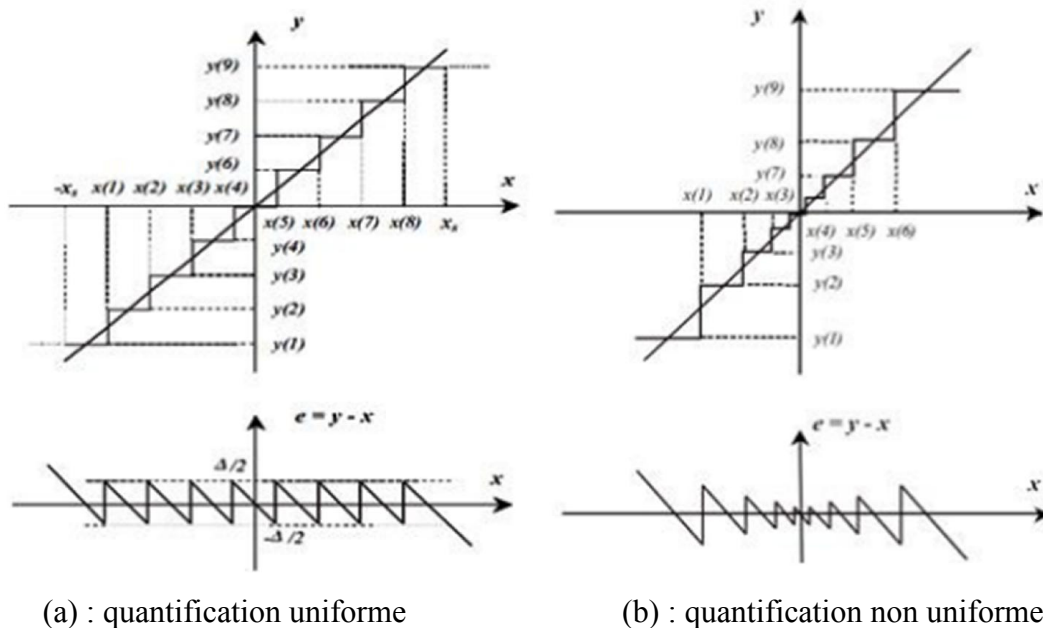 y
y(9)
y(8)
y(7)
y(6)
-xₛ x(1) x(2) x(3) x(4)
x
x(5) x(6) x(7) x(8) xₛ
y(4)
y(3)
y(2)
y(1)
e = y - x
Δ/2
x
-Δ/2
(a) : quantification uniforme
y
y(9)
y(8)
y(7)
x(1) x(2) x(3)
x
x(4) x(5) x(6)
y(3)
y(2)
y(1)
e = y - x
x
(b) : quantification non uniforme